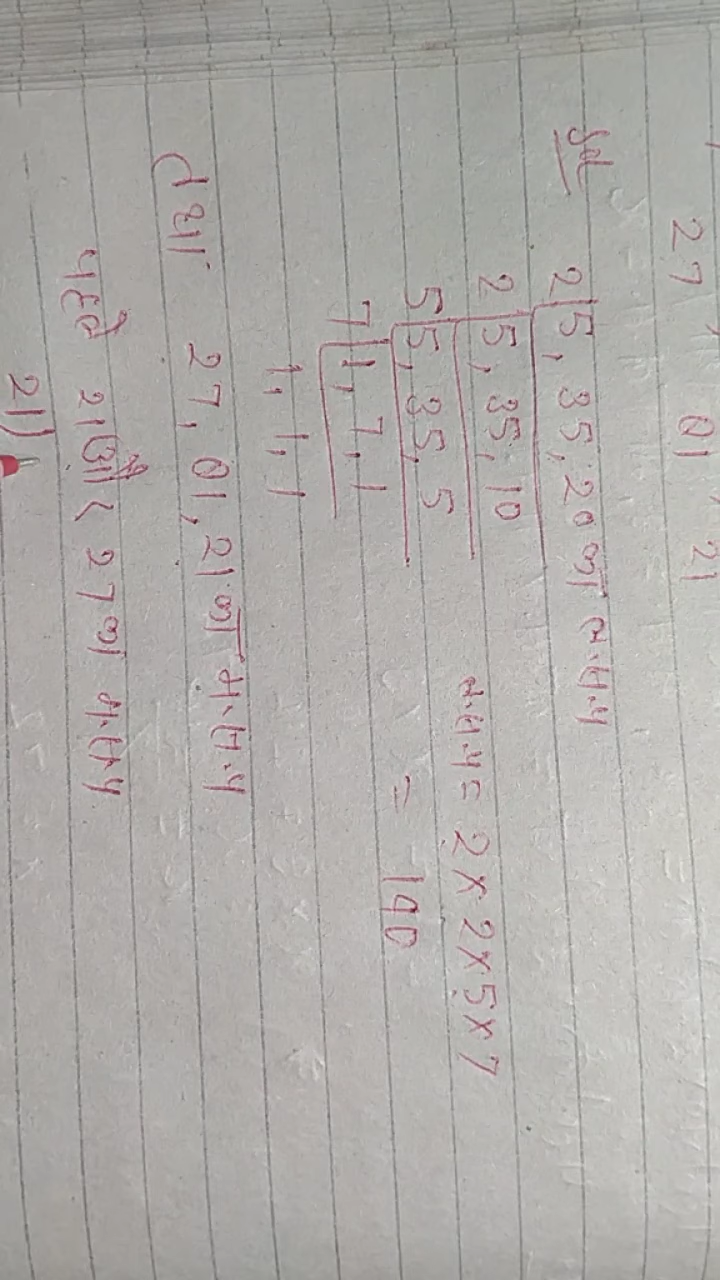 27, 01, 21
Sol 2|5, 35, 20 का ल.स.प
2|5, 35, 10
ल.स.प = 2 x 2 x 5 x 7
5|5, 35, 5
= 140
7|1, 7, 1
1, 1, 1
तथा 27, 01, 21 का म.स.प
पहले 21 और 27 का म.स.प
21)